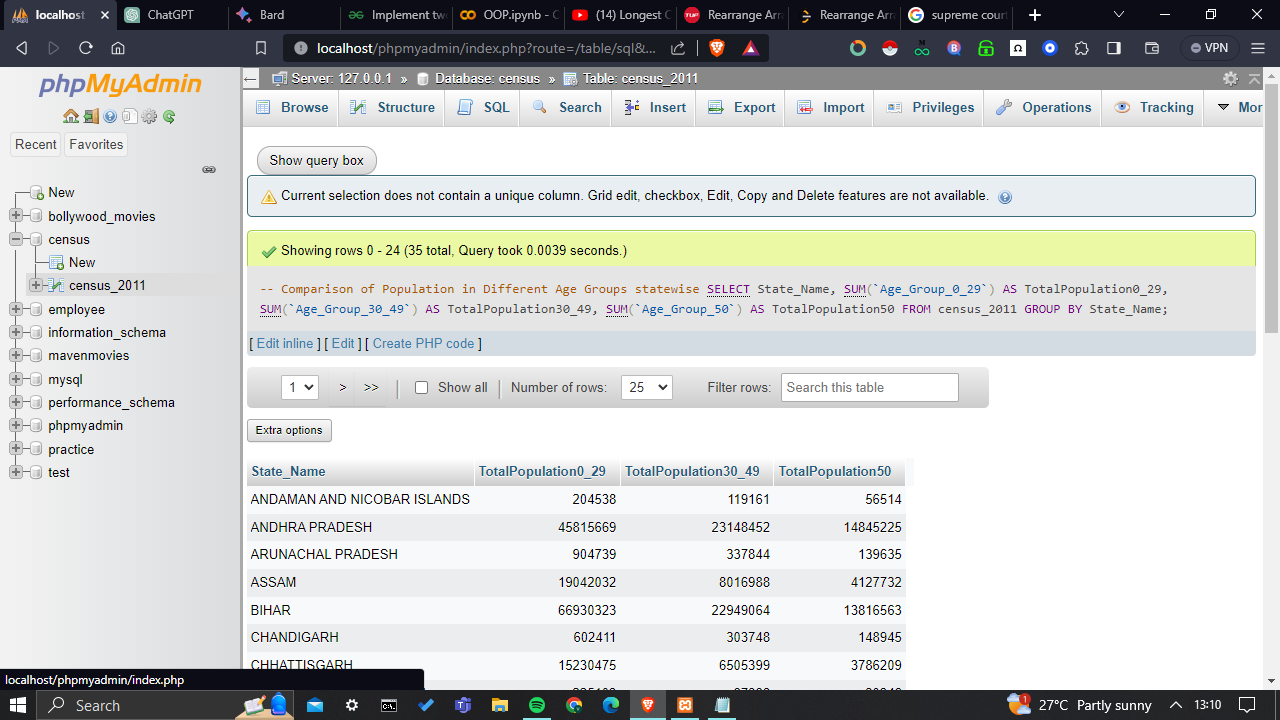 localhost
ChatGPT
Bard
Implement two
OOP.ipynb - C
(14) Longest C
Rearrange Arr
Rearrange Arr
supreme cour
localhost/phpmyadmin/index.php?route=/table/sql&...
VPN
phpMyAdmin
Recent
Favorites
New
bollywood_movies
census
New
census_2011
employee
information_schema
mavenmovies
mysql
performance_schema
phpmyadmin
practice
test
Server: 127.0.0.1 » Database: census » Table: census_2011
Browse Structure SQL Search Insert Export Import Privileges Operations Tracking Mor
Show query box
Current selection does not contain a unique column. Grid edit, checkbox, Edit, Copy and Delete features are not available.
Showing rows 0 - 24 (35 total, Query took 0.0039 seconds.)
-- Comparison of Population in Different Age Groups statewise SELECT State_Name, SUM(`Age_Group_0_29`) AS TotalPopulation0_29,
SUM(`Age_Group_30_49`) AS TotalPopulation30_49, SUM(`Age_Group_50`) AS TotalPopulation50 FROM census_2011 GROUP BY State_Name;
[ Edit inline ] [ Edit ] [ Create PHP code ]
1 > >> Show all Number of rows: 25 Filter rows: Search this table
Extra options
State_Name TotalPopulation0_29 TotalPopulation30_49 TotalPopulation50
ANDAMAN AND NICOBAR ISLANDS 204538 119161 56514
ANDHRA PRADESH 45815669 23148452 14845225
ARUNACHAL PRADESH 904739 337844 139635
ASSAM 19042032 8016988 4127732
BIHAR 66930323 22949064 13816563
CHANDIGARH 602411 303748 148945
CHHATTISGARH 15230475 6505399 3786209
localhost/phpmyadmin/index.php
Search
27°C Partly sunny
13:10